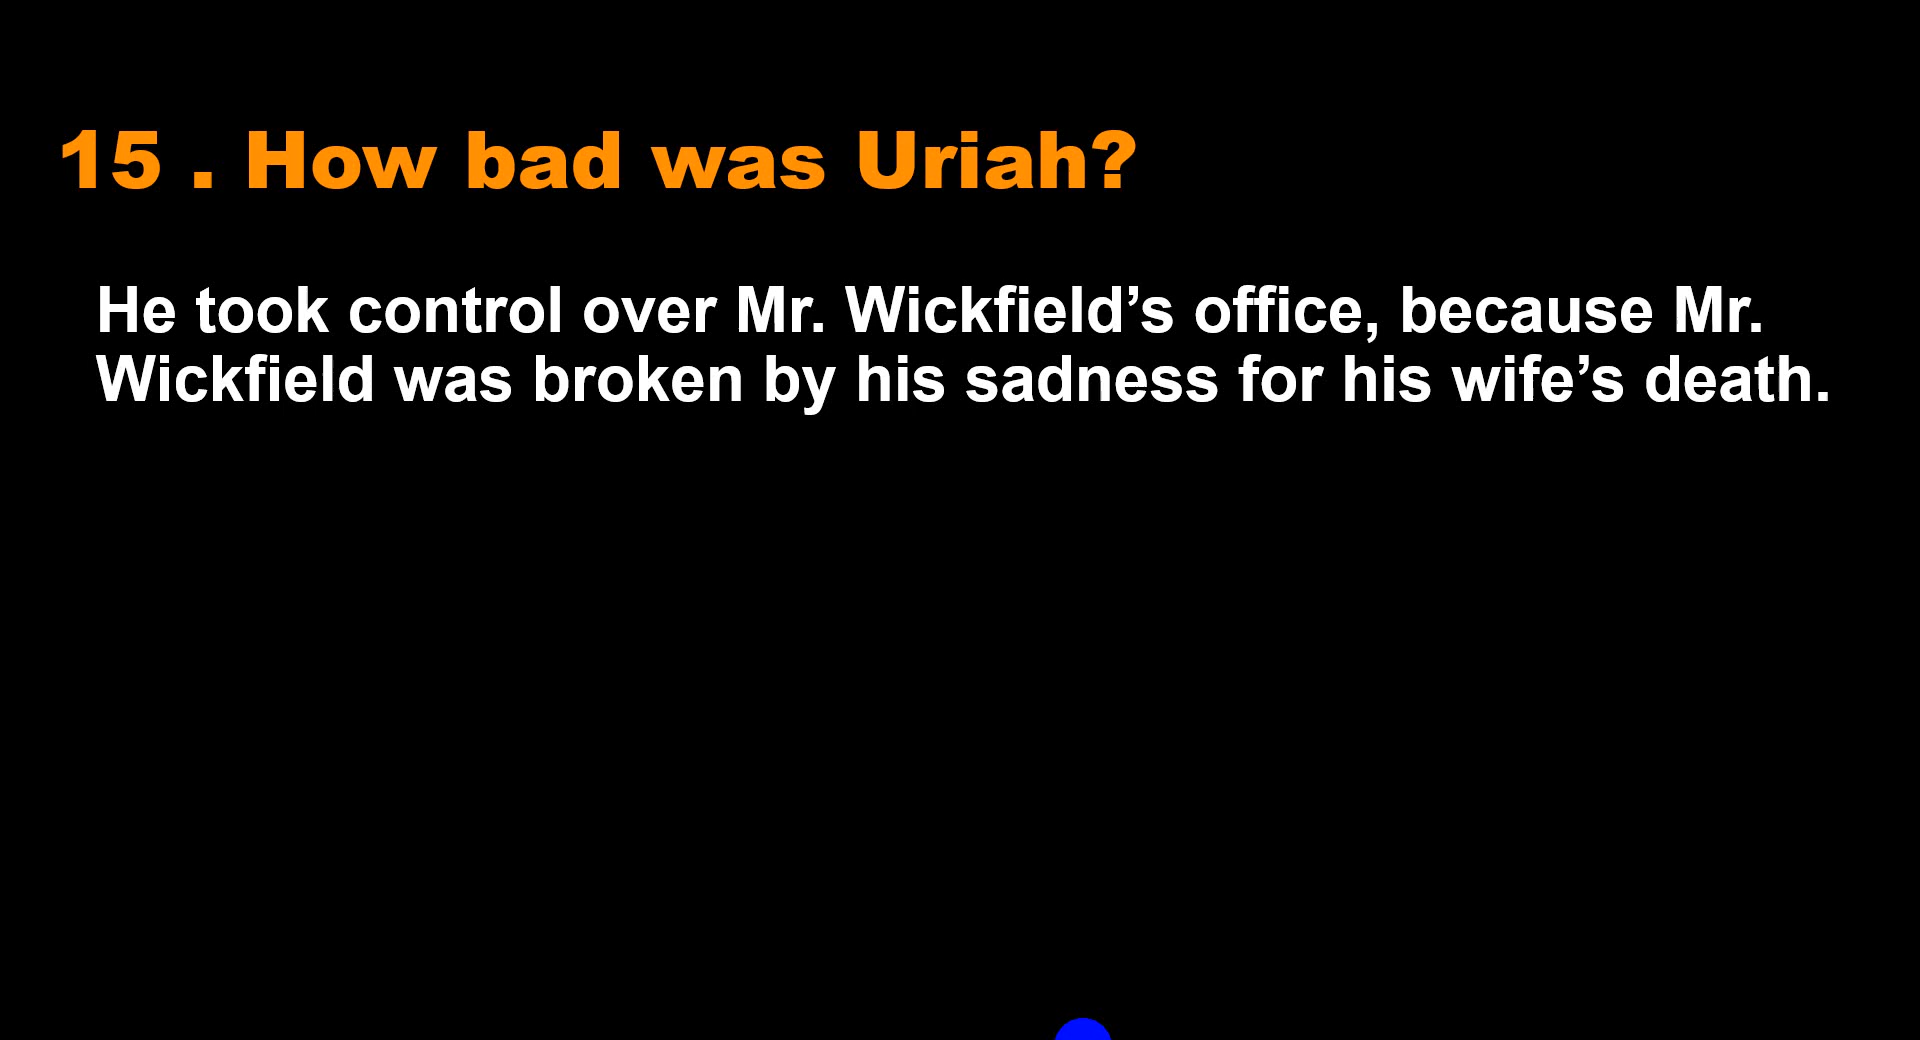 15 . How bad was Uriah?
He took control over Mr. Wickfield’s office, because Mr.
Wickfield was broken by his sadness for his wife’s death.